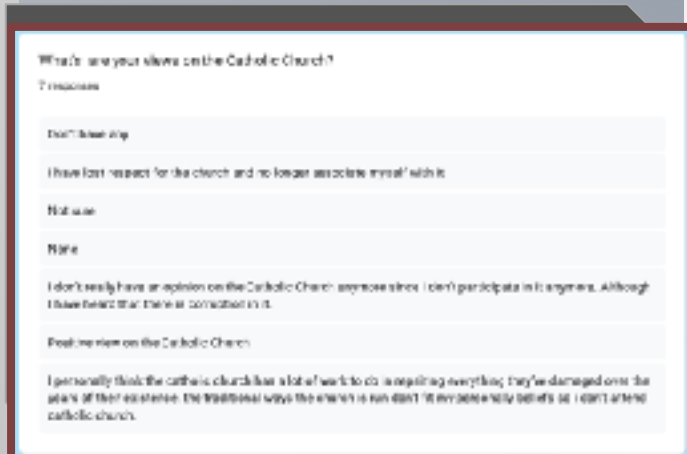 What's are your views on the Catholic Church?
7 responses
Don't have any
I have lost respect for the church and no longer associate myself with it
Not sure
None
I don't really have an opinion on the Catholic Church anymore since I don't participate in it anymore. Although
I have heard that there is corruption in it.
Positive view on the Catholic Church
I personally think the catholic church has a lot of work to do in repairing everything they've damaged over the
years of their existence. the traditional ways the church is run don't fit my personally beliefs so I don't attend
catholic church.